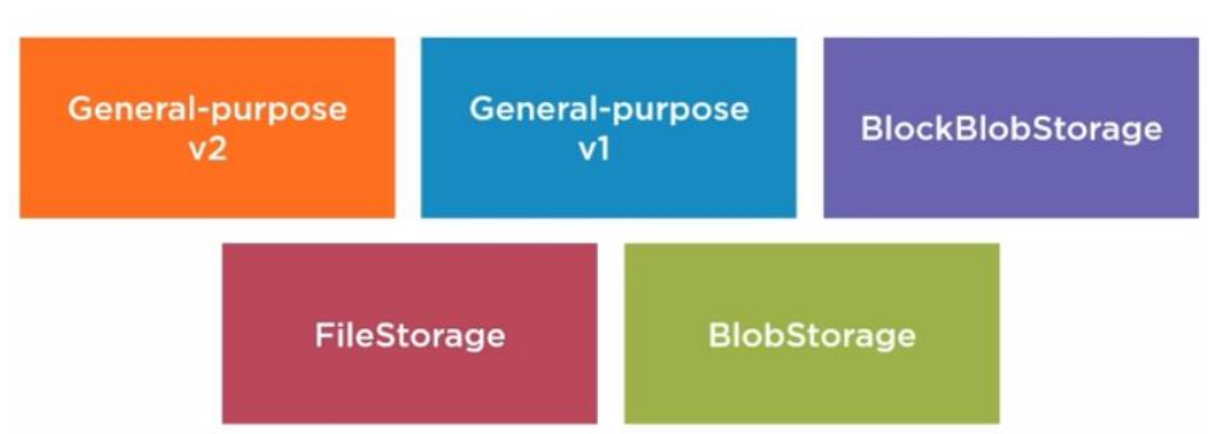 General-purpose
v2
General-purpose
v1
BlockBlobStorage
FileStorage
BlobStorage